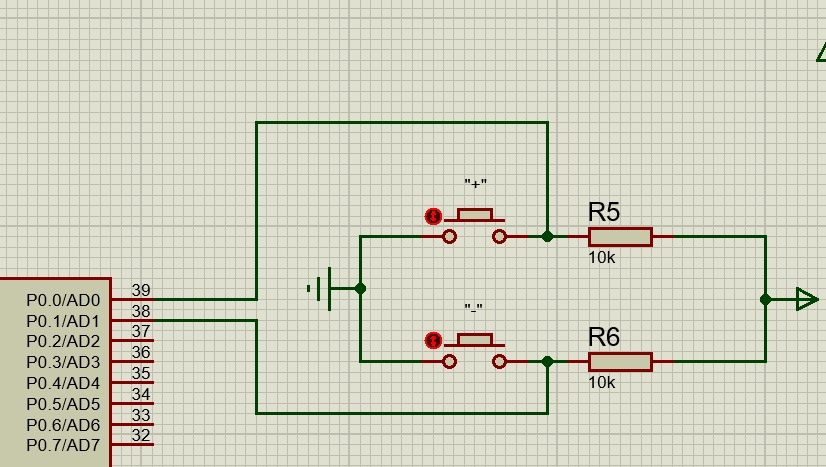 "+"
R5
10k
"-"
R6
10k
P0.0/AD0 39
P0.1/AD1 38
P0.2/AD2 37
P0.3/AD3 36
P0.4/AD4 35
P0.5/AD5 34
P0.6/AD6 33
P0.7/AD7 32